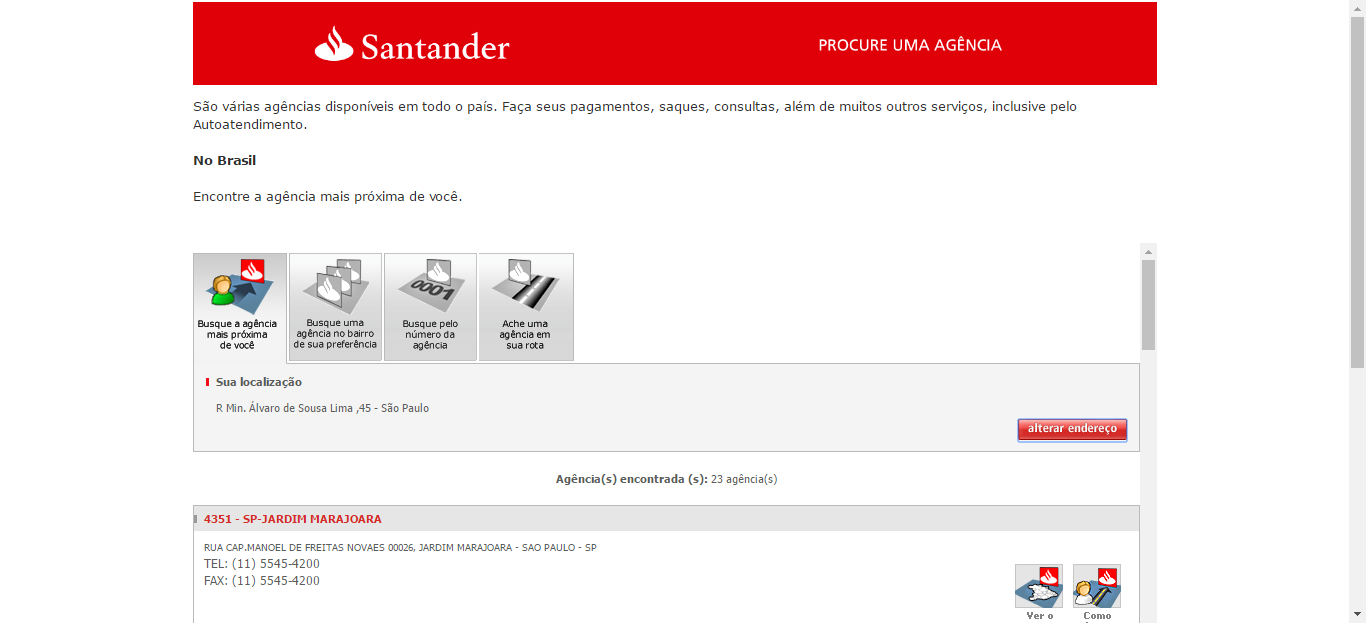 Santander
PROCURE UMA AGÊNCIA
São várias agências disponíveis em todo o país. Faça seus pagamentos, saques, consultas, além de muitos outros serviços, inclusive pelo
Autoatendimento.
No Brasil
Encontre a agência mais próxima de você.
Busque a agência
mais próxima
de você
Busque uma
agência no bairro
de sua preferência
0001
Busque pelo
número da
agência
Ache uma
agência em
sua rota
Sua localização
R Min. Álvaro de Sousa Lima ,45 - São Paulo
alterar endereço
Agência(s) encontrada (s): 23 agência(s)
4351 - SP-JARDIM MARAJOARA
RUA CAP.MANOEL DE FREITAS NOVAES 00026, JARDIM MARAJOARA - SAO PAULO - SP
TEL: (11) 5545-4200
FAX: (11) 5545-4200
Ver o
Como